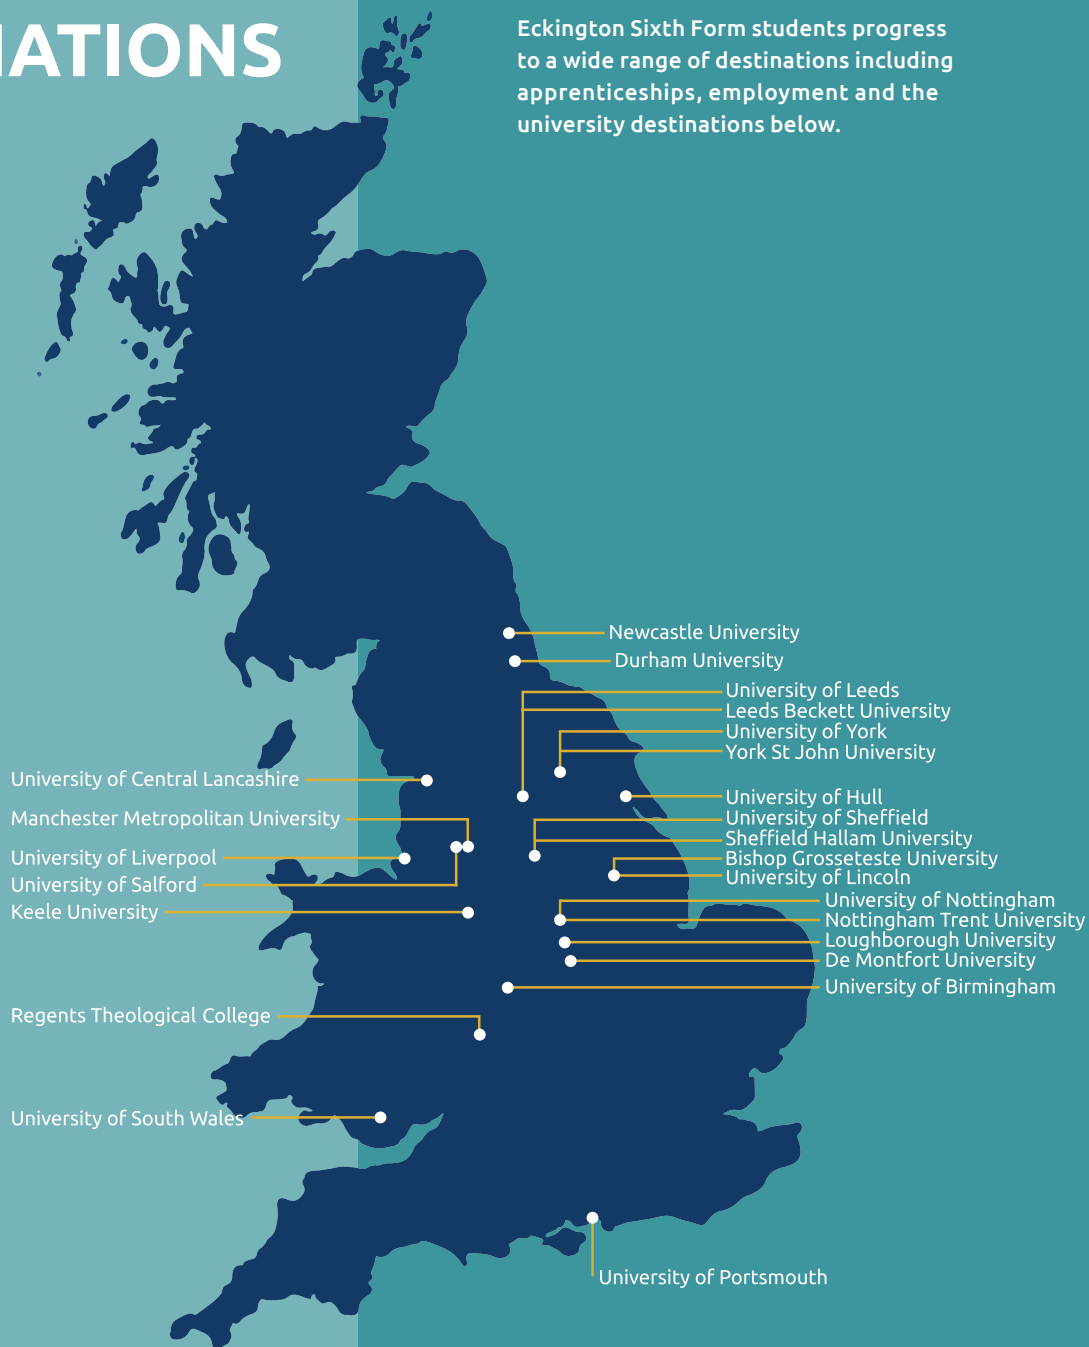 NATIONS
Eckington Sixth Form students progress
to a wide range of destinations including
apprenticeships, employment and the
university destinations below.
Newcastle University
Durham University
University of Leeds
Leeds Beckett University
University of York
York St John University
University of Central Lancashire
University of Hull
Manchester Metropolitan University
University of Sheffield
Sheffield Hallam University
University of Liverpool
Bishop Grosseteste University
University of Lincoln
University of Salford
University of Nottingham
Keele University
Nottingham Trent University
Loughborough University
De Montfort University
University of Birmingham
Regents Theological College
University of South Wales
University of Portsmouth